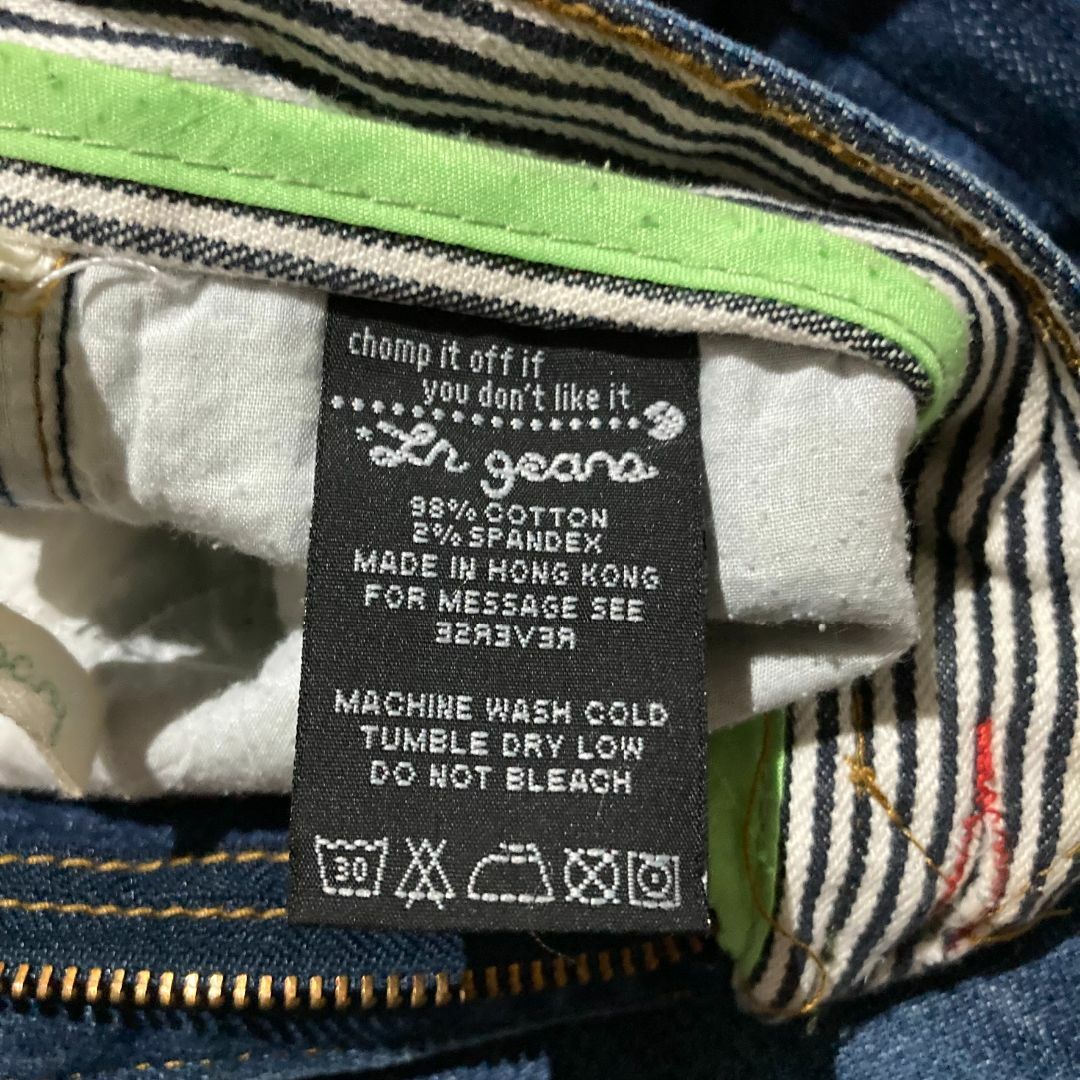 chomp it off if
you don't like it
Ln geans
98% COTTON
2% SPANDEX
MADE IN HONG KONG
FOR MESSAGE SEE
REVERSE
MACHINE WASH COLD
TUMBLE DRY LOW
DO NOT BLEACH
30